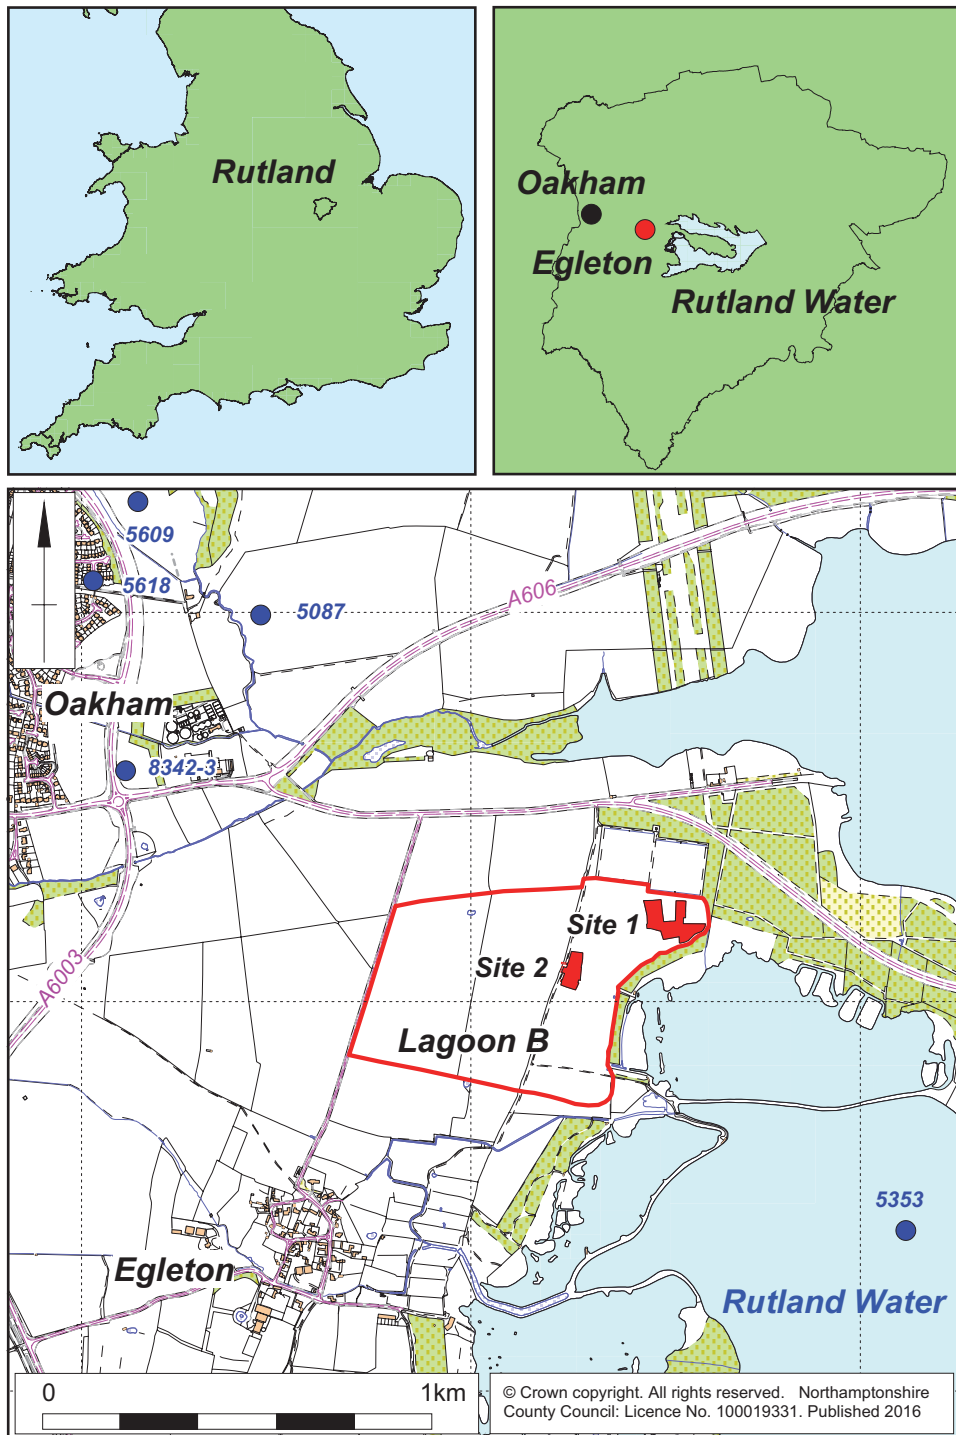 Rutland
Oakham
Egleton
Rutland Water
5609
5618
5087
A606
Oakham
8342-3
A6003
Site 1
Site 2
Lagoon B
5353
Egleton
Rutland Water
0
1km
© Crown copyright. All rights reserved. Northamptonshire
County Council: Licence No. 100019331. Published 2016